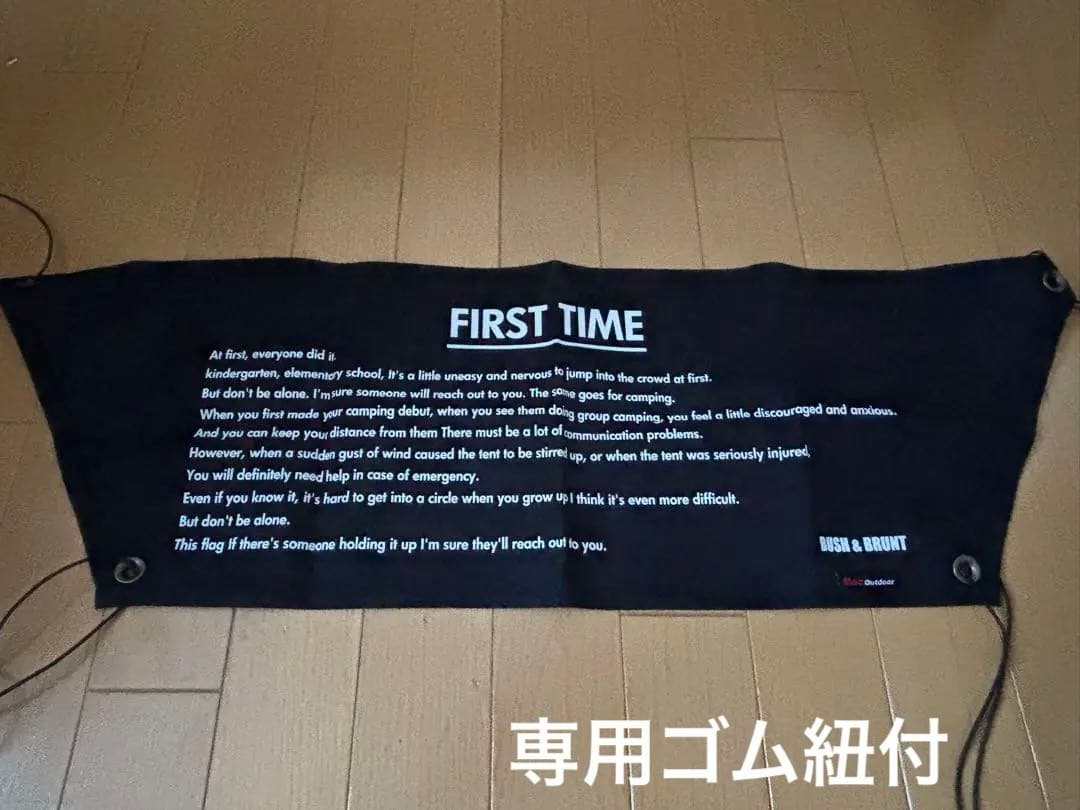 FIRST TIME
At first, everyone did it.
kindergarten, elementory school, It's a little uneasy and nervous to jump into the crowd at first.
But don't be alone. I'm sure someone will reach out to you. The same goes for camping.
When you first made your camping debut, when you see them doing group camping, you feel a little discouraged and anxious.
And you can keep your distance from them There must be a lot of communication problems.
However, when a sudden gust of wind caused the tent to be stirred up, or when the tent was seriously injured,
You will definitely need help in case of emergency.
Even if you know it, it's hard to get into a circle when you grow up I think it's even more difficult.
But don't be alone.
This flag If there's someone holding it up I'm sure they'll reach out to you.
BUSH & BRUNT
Outdoor
専用ゴム紐付